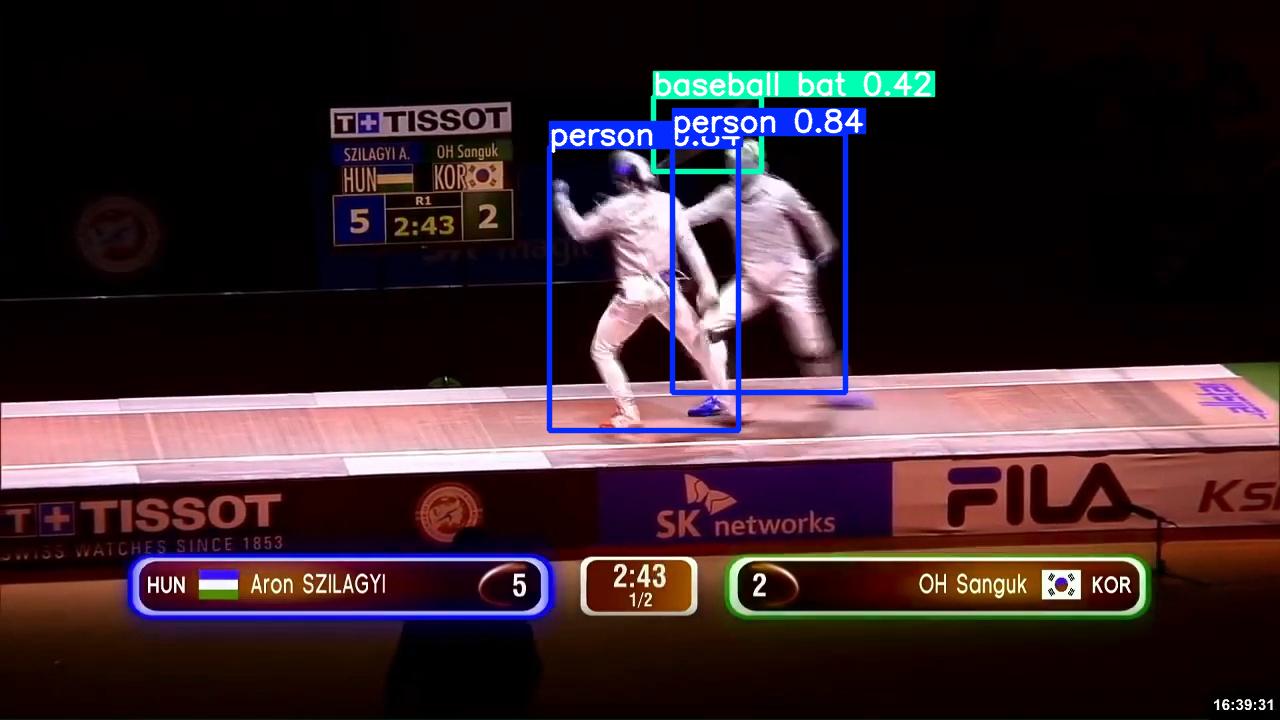 baseball bat 0.42
person 0.84
person 0.84
T+TISSOT
SZILAGYI A. OH Sanguk
HUN KOR
R1
5 2:43 2
T+TISSOT
SWISS WATCHES SINCE 1853
SK networks
FILA
HUN Aron SZILAGYI 5
2:43
1/2
2 OH Sanguk KOR
16:39:31